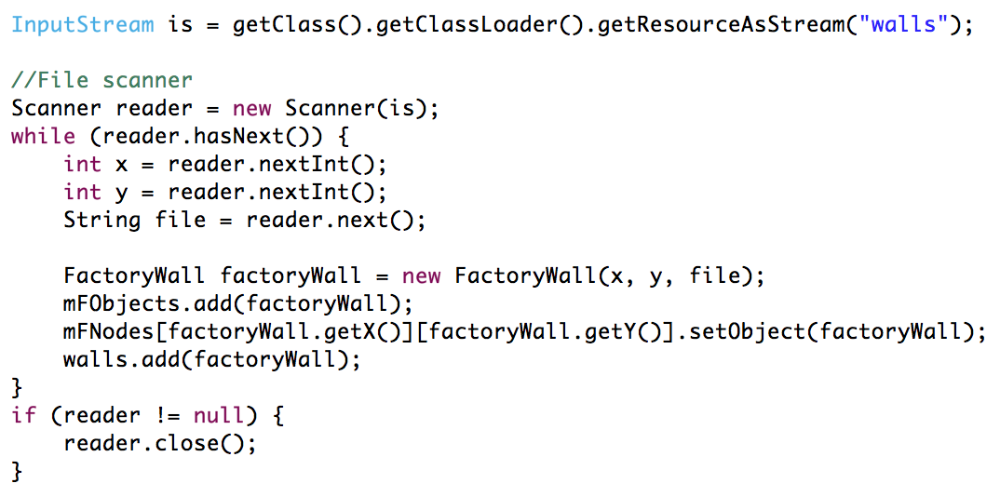 InputStream is = getClass().getClassLoader().getResourceAsStream("walls");

//File scanner
Scanner reader = new Scanner(is);
while (reader.hasNext()) {
    int x = reader.nextInt();
    int y = reader.nextInt();
    String file = reader.next();

    FactoryWall factoryWall = new FactoryWall(x, y, file);
    mFObjects.add(factoryWall);
    mFNodes[factoryWall.getX()][factoryWall.getY()].setObject(factoryWall);
    walls.add(factoryWall);
}
if (reader != null) {
    reader.close();
}